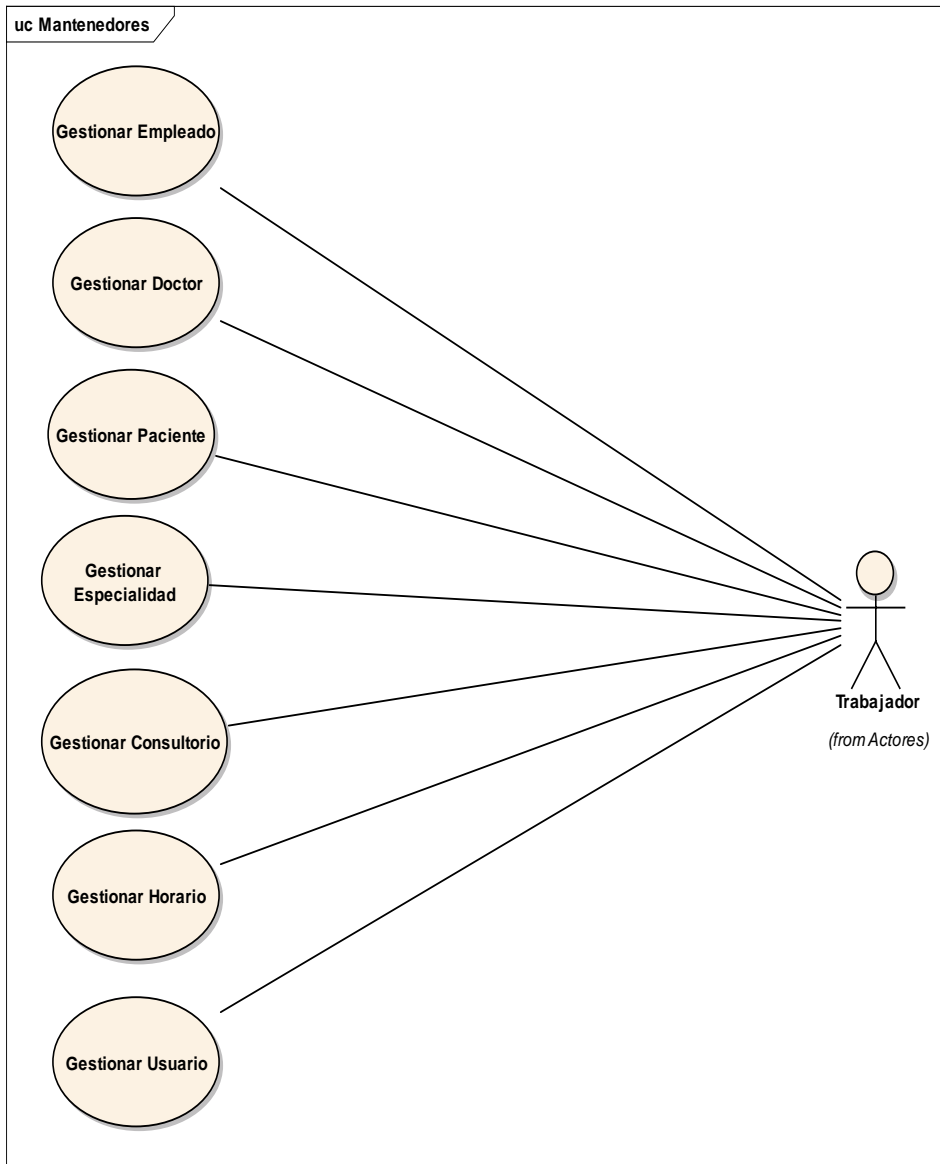 uc Mantenedores
Gestionar Empleado
Gestionar Doctor
Gestionar Paciente
Gestionar
Especialidad
Gestionar Consultorio
Gestionar Horario
Gestionar Usuario
Trabajador
(from Actores)